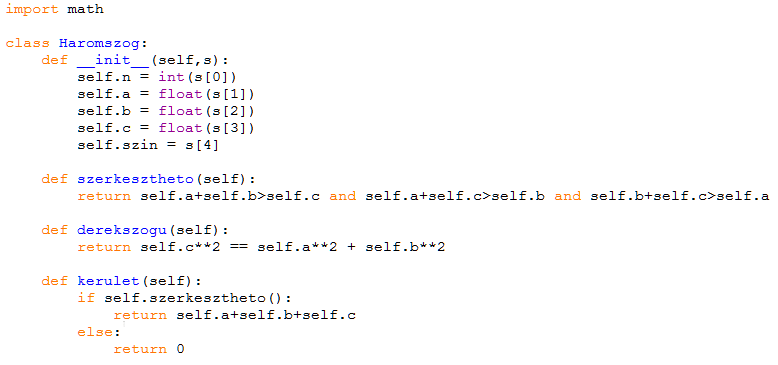 import math
class Haromszog:
    def __init__(self,s):
        self.n = int(s[0])
        self.a = float(s[1])
        self.b = float(s[2])
        self.c = float(s[3])
        self.szin = s[4]
    def szerkesztheto(self):
        return self.a+self.b>self.c and self.a+self.c>self.b and self.b+self.c>self.a
    def derekszogu(self):
        return self.c**2 == self.a**2 + self.b**2
    def kerulet(self):
        if self.szerkesztheto():
            return self.a+self.b+self.c
        else:
            return 0